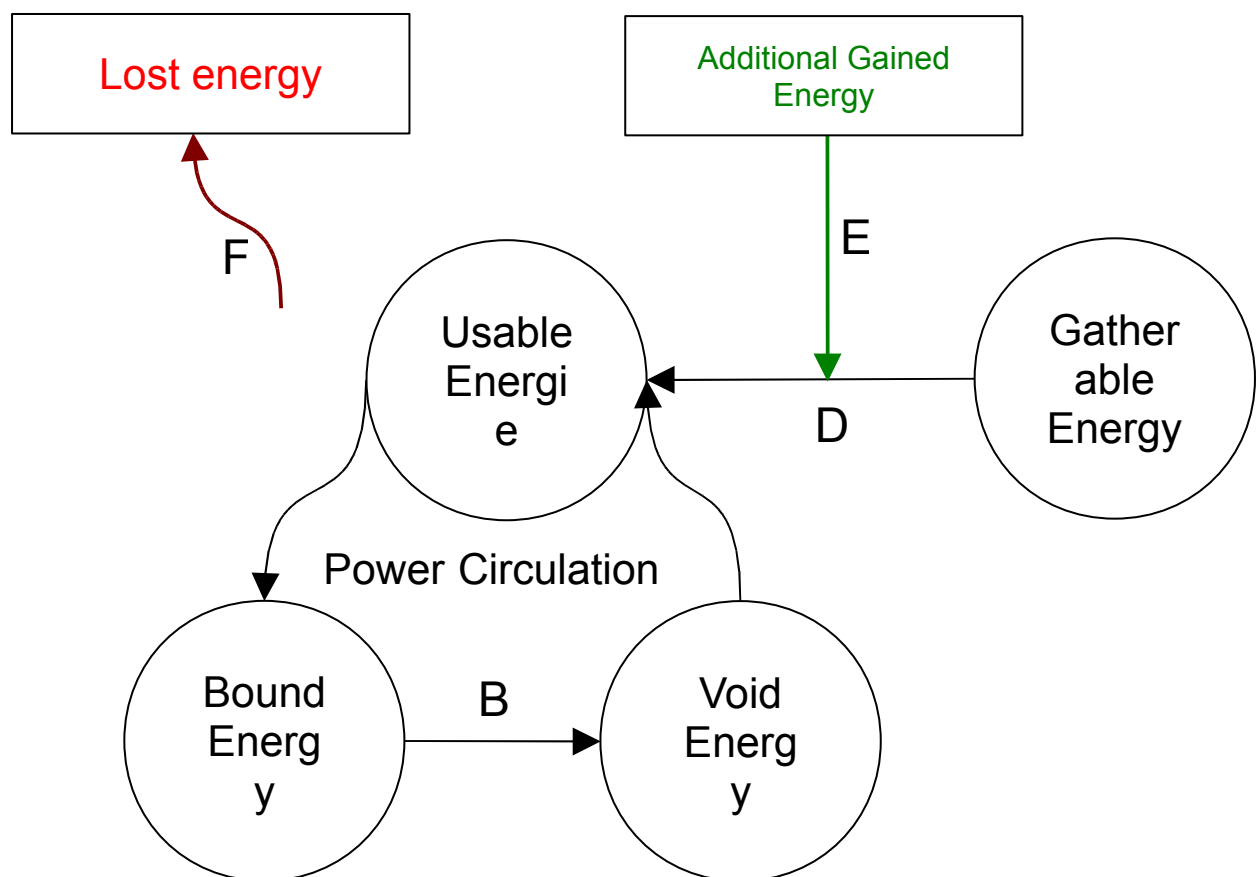 Lost energy
Additional Gained
Energy
F
E
Usable
Energi
e
Gather
able
Energy
D
Power Circulation
Bound
Energ
y
B
Void
Energ
y